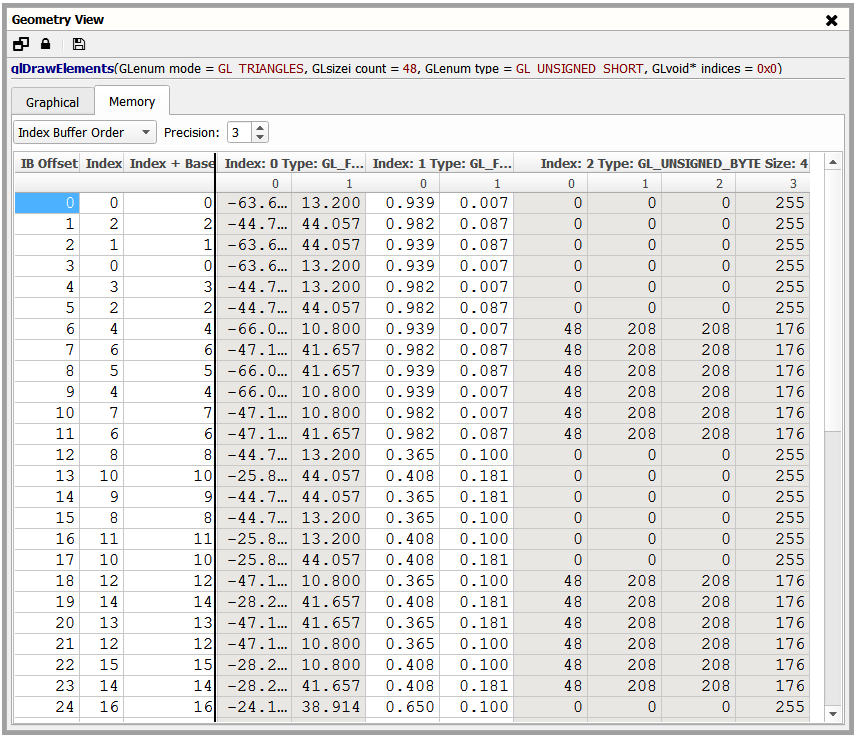 Geometry View
glDrawElements(GLenum mode = GL_TRIANGLES, GLsizei count = 48, GLenum type = GL_UNSIGNED_SHORT, GLvoid* indices = 0x0)
Graphical Memory
Index Buffer Order Precision: 3
IB Offset Index Index + Base Index: 0 Type: GL_F... Index: 1 Type: GL_F... Index: 2 Type: GL_UNSIGNED_BYTE Size: 4
0 1 0 1 0 1 2 3
0 0 0 -63.6... 13.200 0.939 0.007 0 0 0 255
1 2 2 -44.7... 44.057 0.982 0.087 0 0 0 255
2 1 1 -63.6... 44.057 0.939 0.087 0 0 0 255
3 0 0 -63.6... 13.200 0.939 0.007 0 0 0 255
4 3 3 -44.7... 13.200 0.982 0.007 0 0 0 255
5 2 2 -44.7... 44.057 0.982 0.087 0 0 0 255
6 4 4 -66.0... 10.800 0.939 0.007 48 208 208 176
7 6 6 -47.1... 41.657 0.982 0.087 48 208 208 176
8 5 5 -66.0... 41.657 0.939 0.087 48 208 208 176
9 4 4 -66.0... 10.800 0.939 0.007 48 208 208 176
10 7 7 -47.1... 10.800 0.982 0.007 48 208 208 176
11 6 6 -47.1... 41.657 0.982 0.087 48 208 208 176
12 8 8 -44.7... 13.200 0.365 0.100 0 0 0 255
13 10 10 -25.8... 44.057 0.408 0.181 0 0 0 255
14 9 9 -44.7... 44.057 0.365 0.181 0 0 0 255
15 8 8 -44.7... 13.200 0.365 0.100 0 0 0 255
16 11 11 -25.8... 13.200 0.408 0.100 0 0 0 255
17 10 10 -25.8... 44.057 0.408 0.181 0 0 0 255
18 12 12 -47.1... 10.800 0.365 0.100 48 208 208 176
19 14 14 -28.2... 41.657 0.408 0.181 48 208 208 176
20 13 13 -47.1... 41.657 0.365 0.181 48 208 208 176
21 12 12 -47.1... 10.800 0.365 0.100 48 208 208 176
22 15 15 -28.2... 10.800 0.408 0.100 48 208 208 176
23 14 14 -28.2... 41.657 0.408 0.181 48 208 208 176
24 16 16 -24.1... 38.914 0.650 0.100 0 0 0 255